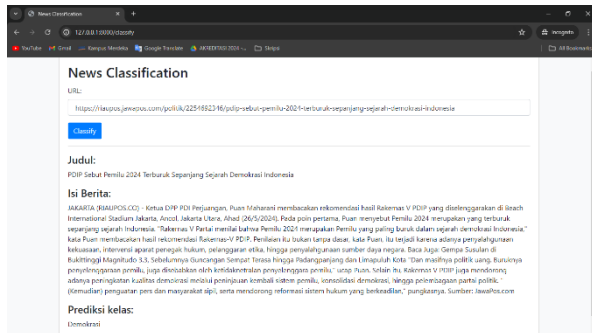 News Classification
127.0.0.1:8000/classify
Incognito
YouTube Gmail Kampus Merdeka Google Translate AKREDITASI 2024 -... Skripsi All Bookmarks
News Classification
URL:
https://riaupos.jawapos.com/politik/2254692346/pdip-sebut-pemilu-2024-terburuk-sepanjang-sejarah-demokrasi-indonesia
Classify
Judul:
PDIP Sebut Pemilu 2024 Terburuk Sepanjang Sejarah Demokrasi Indonesia
Isi Berita:
JAKARTA (RIAUPOS.CO) - Ketua DPP PDI Perjuangan, Puan Maharani membacakan rekomendasi hasil Rakernas V PDIP yang diselenggarakan di Beach
International Stadium Jakarta, Ancol, Jakarta Utara, Ahad (26/5/2024). Pada poin pertama, Puan menyebut Pemilu 2024 merupakan yang terburuk
sepanjang sejarah Indonesia. "Rakernas V Partai menilai bahwa Pemilu 2024 merupakan Pemilu yang paling buruk dalam sejarah demokrasi Indonesia,"
kata Puan membacakan hasil rekomendasi Rakernas-V PDIP. Penilaian itu bukan tanpa dasar, kata Puan. Itu terjadi karena adanya penyalahgunaan
kekuasaan, intervensi aparat penegak hukum, pelanggaran etika, hingga penyalahgunaan sumber daya negara. Baca Juga: Gempa Susulan di
Bukittinggi Magnitudo 3,3, Sebelumnya Guncangan Sempat Terasa hingga Padangpanjang dan Limapuluh Kota "Dan masifnya politik uang. Buruknya
penyelenggaraan pemilu, juga disebabkan oleh ketidaknetralan penyelenggara pemilu," ucap Puan. Selain itu, Rakernas V PDIP juga mendorong
adanya peningkatan kualitas demokrasi melalui peninjauan kembali sistem pemilu, konsolidasi demokrasi, hingga pelembagaan partai politik. "
(Kemudian) penguatan pers dan masyarakat sipil, serta mendorong reformasi sistem hukum yang berkeadilan," pungkasnya. Sumber: JawaPos.com
Prediksi kelas:
Demokrasi